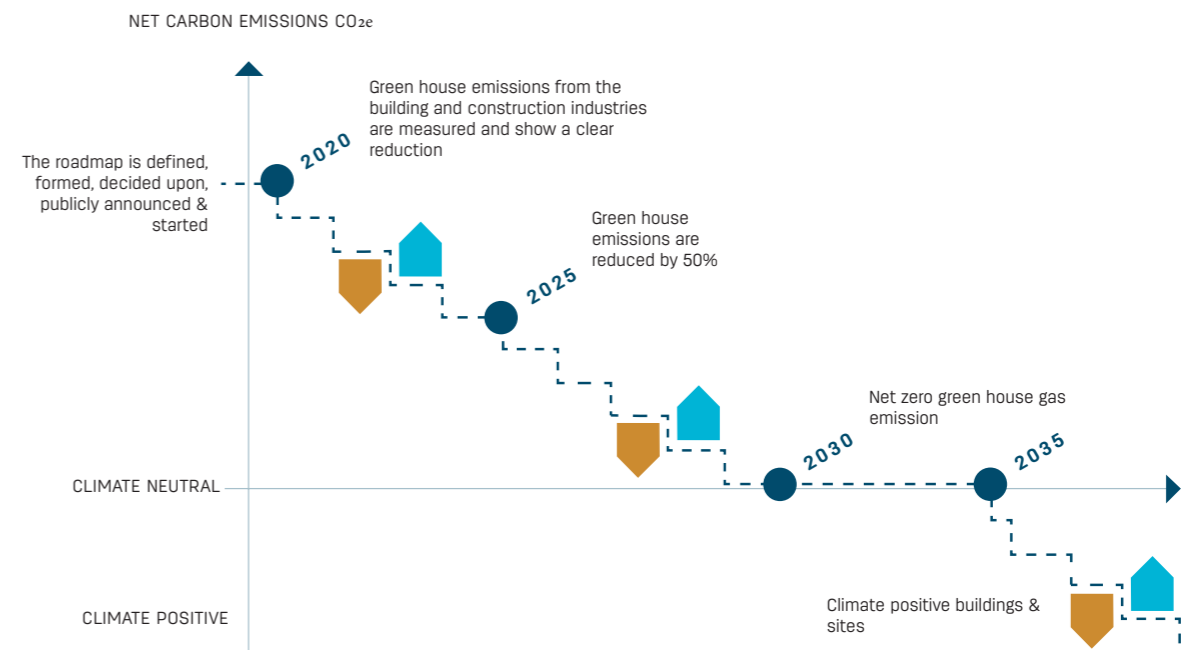 NET CARBON EMISSIONS CO2e
Green house emissions from the
building and construction industries
are measured and show a clear
reduction
2020
The roadmap is defined,
formed, decided upon,
publicly announced &
started
Green house
emissions are
reduced by 50%
2025
Net zero green house gas
emission
2030
2035
CLIMATE NEUTRAL
Climate positive buildings &
sites
CLIMATE POSITIVE